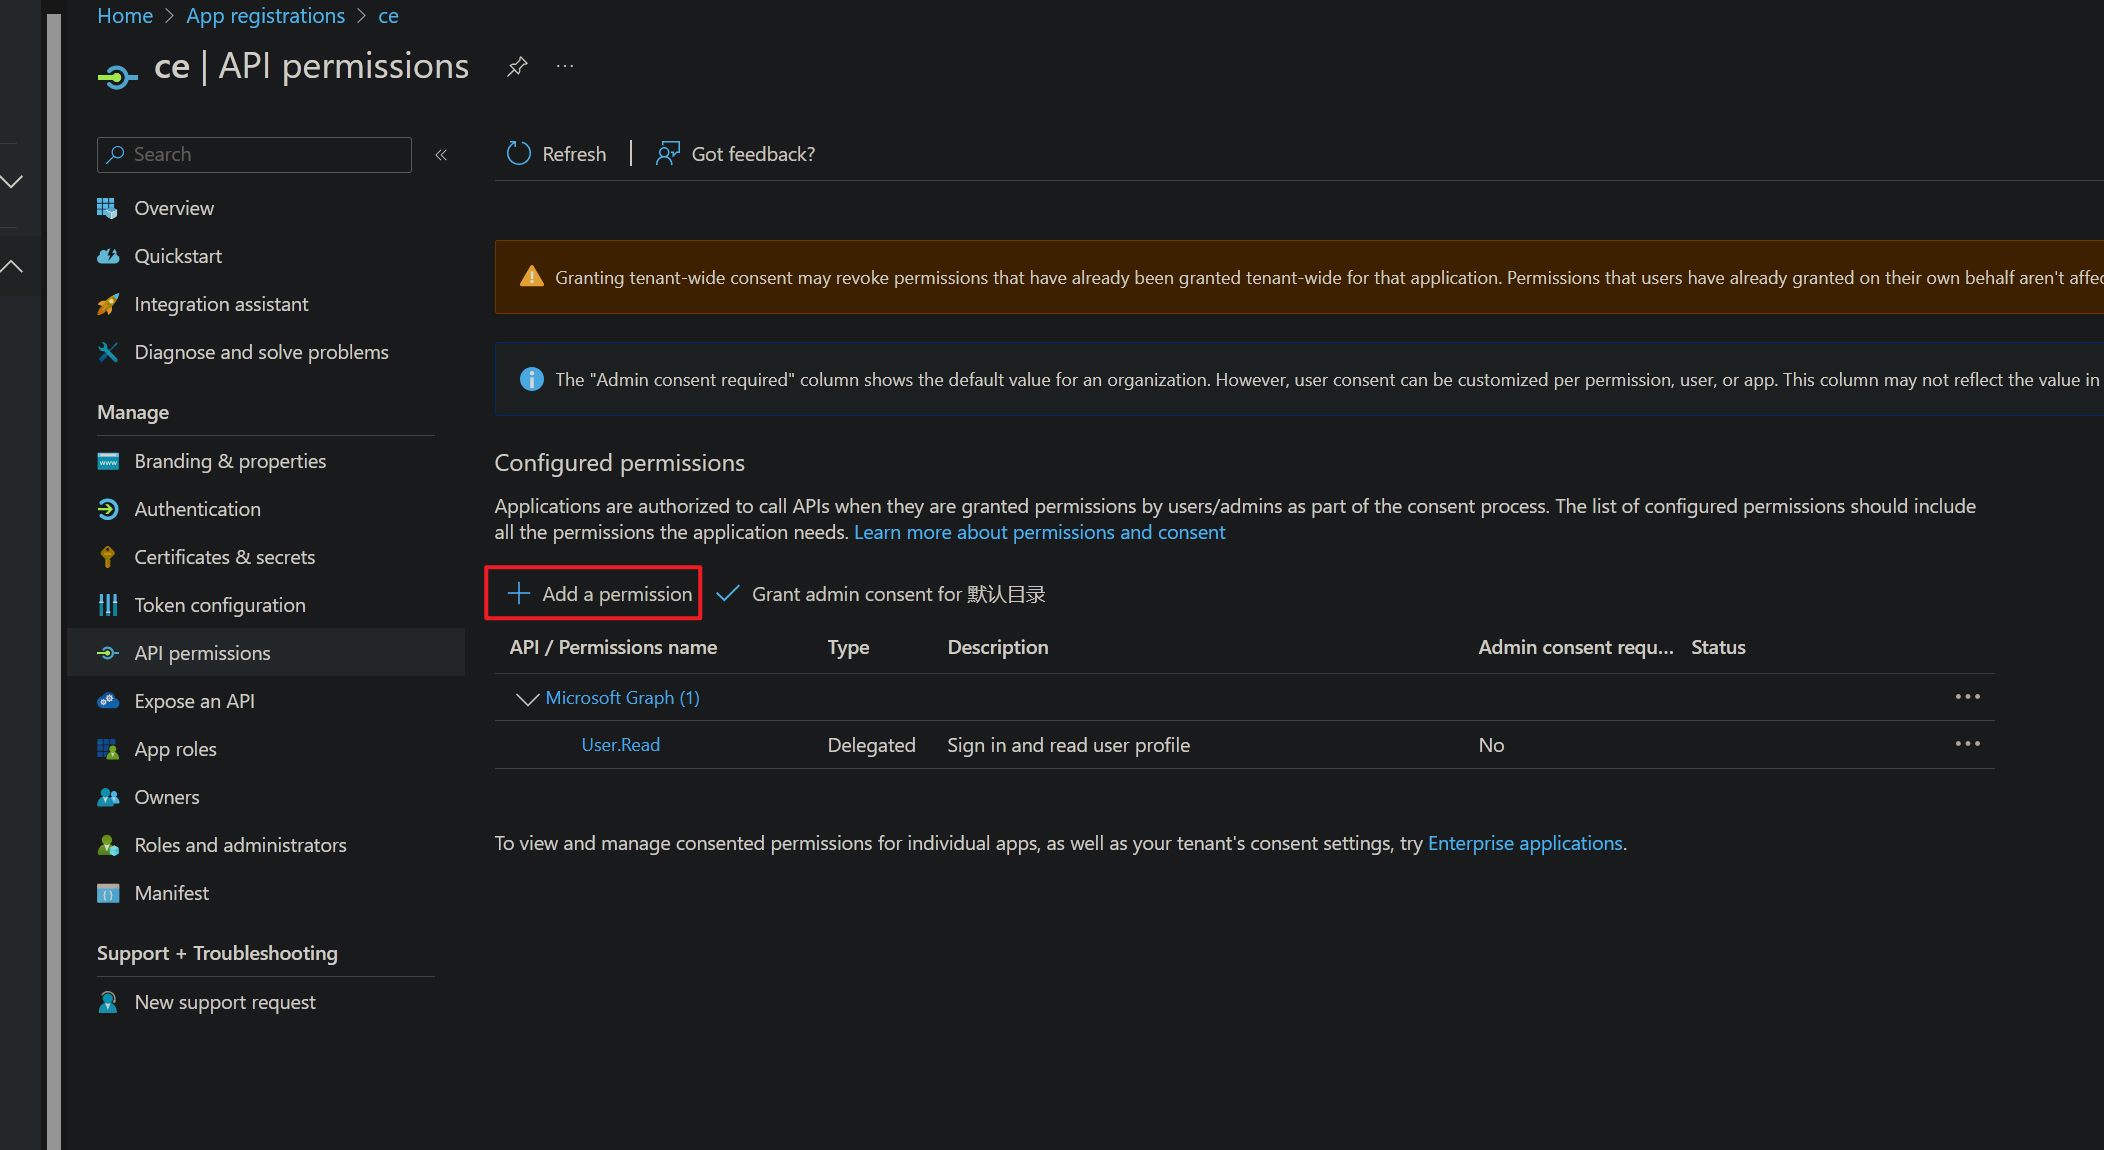 Home > App registrations > ce
ce | API permissions ...
Search
«
Refresh | Got feedback?
Overview
Quickstart
Integration assistant
Diagnose and solve problems
Manage
Branding & properties
Authentication
Certificates & secrets
Token configuration
API permissions
Expose an API
App roles
Owners
Roles and administrators
Manifest
Support + Troubleshooting
New support request
Granting tenant-wide consent may revoke permissions that have already been granted tenant-wide for that application. Permissions that users have already granted on their own behalf aren't affec
The "Admin consent required" column shows the default value for an organization. However, user consent can be customized per permission, user, or app. This column may not reflect the value in
Configured permissions
Applications are authorized to call APIs when they are granted permissions by users/admins as part of the consent process. The list of configured permissions should include
all the permissions the application needs. Learn more about permissions and consent
Add a permission Grant admin consent for 默认目录
API / Permissions name Type Description Admin consent requ... Status
Microsoft Graph (1)
User.Read Delegated Sign in and read user profile No
To view and manage consented permissions for individual apps, as well as your tenant's consent settings, try Enterprise applications.